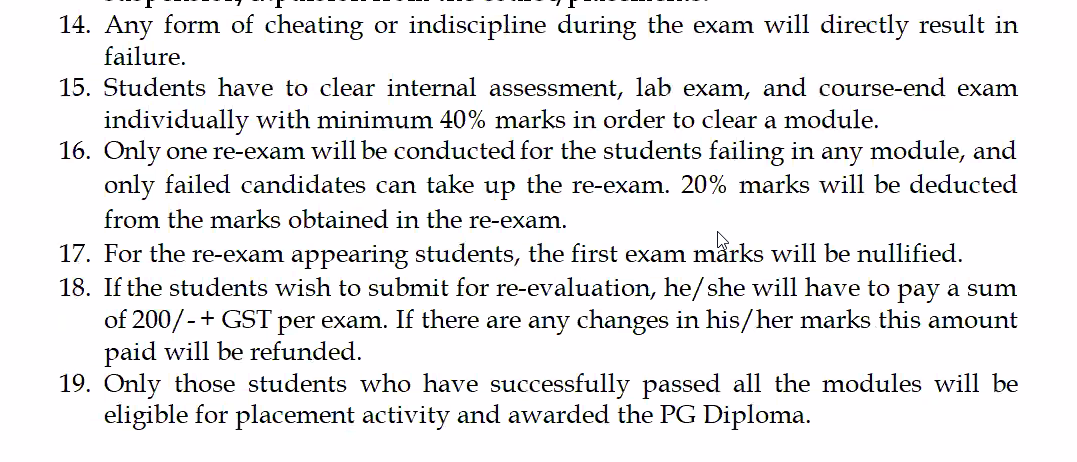 14. Any form of cheating or indiscipline during the exam will directly result in
failure.
15. Students have to clear internal assessment, lab exam, and course-end exam
individually with minimum 40% marks in order to clear a module.
16. Only one re-exam will be conducted for the students failing in any module, and
only failed candidates can take up the re-exam. 20% marks will be deducted
from the marks obtained in the re-exam.
17. For the re-exam appearing students, the first exam marks will be nullified.
18. If the students wish to submit for re-evaluation, he/she will have to pay a sum
of 200/-+ GST per exam. If there are any changes in his/her marks this amount
paid will be refunded.
19. Only those students who have successfully passed all the modules will be
eligible for placement activity and awarded the PG Diploma.